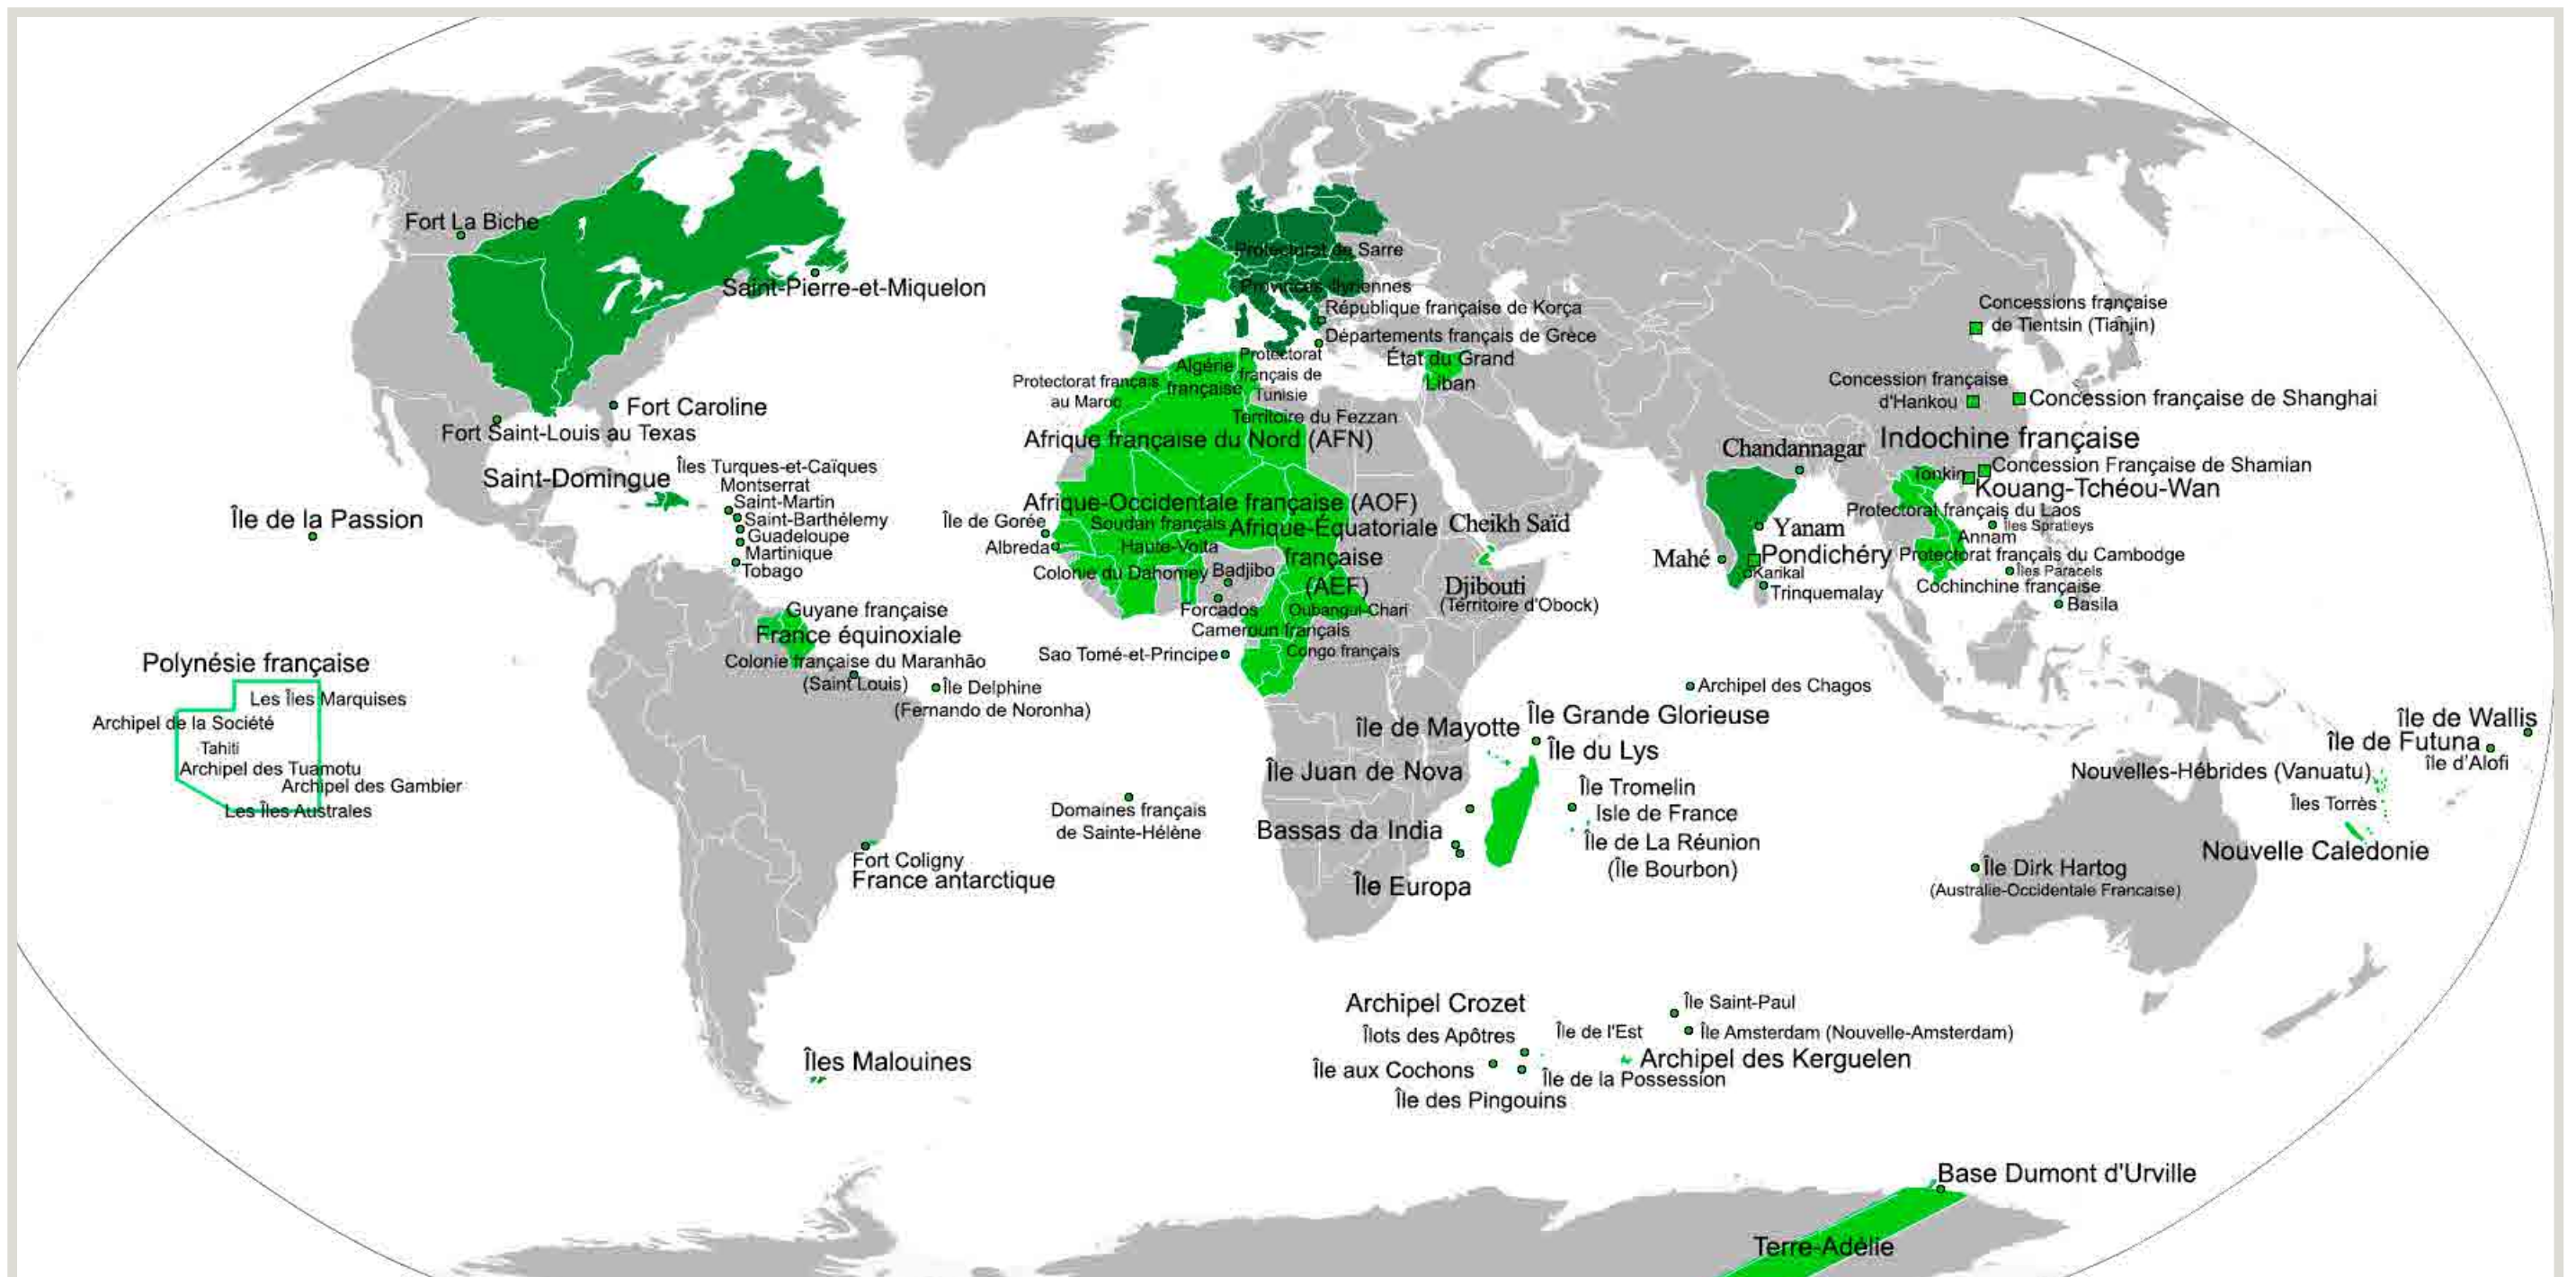 Fort La Biche
Saint-Pierre-et-Miquelon
Fort Caroline
Fort Saint-Louis au Texas
Saint-Domingue
Îles Turques-et-Caïques
Montserrat
Saint-Martin
Saint-Barthélemy
Guadeloupe
Martinique
Tobago
Île de la Passion
Guyane française
France équinoxiale
Colonie française du Maranhão
(Saint Louis)
Île Delphine
(Fernando de Noronha)
Polynésie française
Les Îles Marquises
Archipel de la Société
Tahiti
Archipel des Tuamotu
Archipel des Gambier
Les Îles Australes
Fort Coligny
France antarctique
Îles Malouines
Protectorat de Sarre
Provinces Illyriennes
République française de Korça
Départements français de Grèce
État du Grand
Liban
Protectorat français
au Maroc
Algérie
française
Protectorat
français de
Tunisie
Territoire du Fezzan
Afrique française du Nord (AFN)
Afrique-Occidentale française (AOF)
Île de Gorée
Albreda
Soudan français
Haute-Volta
Colonie du Dahomey
Badjibo
Forcados
Afrique-Équatoriale
française
(AEF)
Oubangui-Chari
Cameroun français
Congo français
Sao Tomé-et-Principe
Cheikh Saïd
Djibouti
(Térritoire d'Obock)
Domaines français
de Sainte-Hélène
île de Mayotte
Île Grande Glorieuse
Île du Lys
Île Juan de Nova
Île Tromelin
Isle de France
Bassas da India
Île de La Réunion
(Île Bourbon)
Île Europa
Archipel des Chagos
Chandannagar
Yanam
Mahé
Pondichéry
Karikal
Trinquemalay
Concessions française
de Tientsin (Tianjin)
Concession française
d'Hankou
Concession française de Shanghai
Indochine française
Concession Française de Shamian
Tonkin
Kouang-Tchéou-Wan
Protectorat français du Laos
Îles Spratleys
Annam
Protectorat français du Cambodge
Îles Paracels
Cochinchine française
Basila
île de Wallis
île de Futuna
île d'Alofi
Nouvelles-Hébrides (Vanuatu)
Îles Torrès
Nouvelle Caledonie
Île Dirk Hartog
(Australie-Occidentale Francaise)
Archipel Crozet
Îlots des Apôtres
Île aux Cochons
Île des Pingouins
Île de l'Est
Île de la Possession
Île Saint-Paul
Île Amsterdam (Nouvelle-Amsterdam)
Archipel des Kerguelen
Base Dumont d'Urville
Terre-Adélie